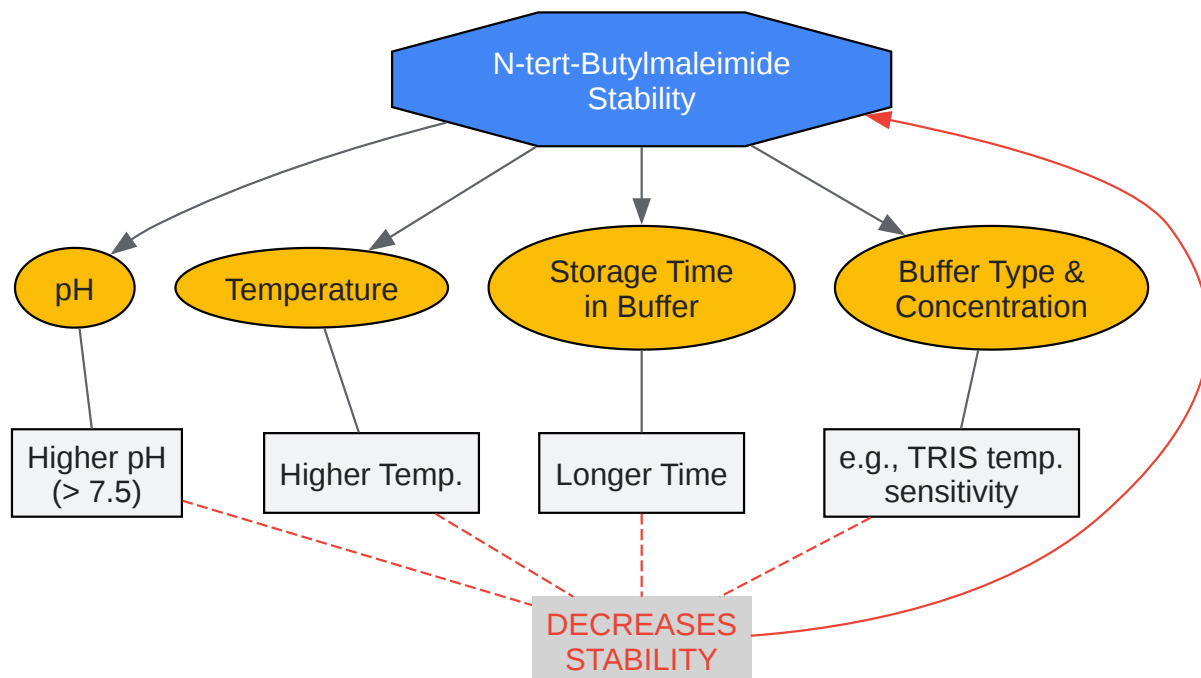 N-tert-Butylmaleimide
Stability
pH
Temperature
Storage Time
in Buffer
Buffer Type &
Concentration
Higher pH
(> 7.5)
Higher Temp.
Longer Time
e.g., TRIS temp.
sensitivity
DECREASES
STABILITY